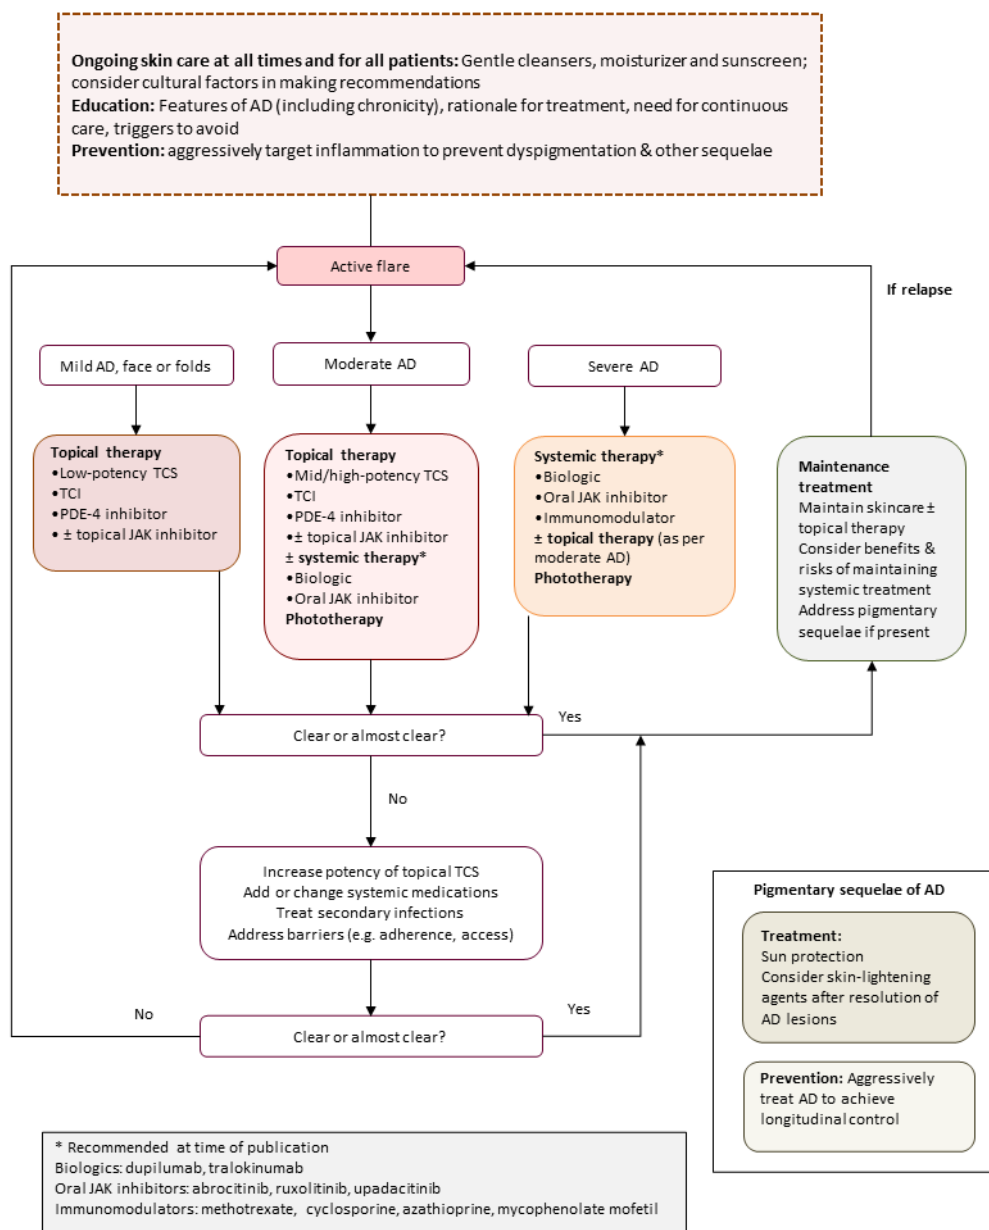 Ongoing skin care at all times and for all patients: Gentle cleansers, moisturizer and sunscreen;
consider cultural factors in making recommendations
Education: Features of AD (including chronicity), rationale for treatment, need for continuous
care, triggers to avoid
Prevention: aggressively target inflammation to prevent dyspigmentation & other sequelae
Active flare
If relapse
Mild AD, face or folds
Moderate AD
Severe AD
Topical therapy
•Low-potency TCS
•TCI
•PDE-4 inhibitor
• ± topical JAK inhibitor
Topical therapy
•Mid/high-potency TCS
•TCI
•PDE-4 inhibitor
•± topical JAK inhibitor
± systemic therapy*
•Biologic
•Oral JAK inhibitor
Phototherapy
Systemic therapy*
•Biologic
•Oral JAK inhibitor
•Immunomodulator
± topical therapy (as per
moderate AD)
Phototherapy
Maintenance
treatment
Maintain skincare ±
topical therapy
Consider benefits &
risks of maintaining
systemic treatment
Address pigmentary
sequelae if present
Clear or almost clear?
Yes
No
Increase potency of topical TCS
Add or change systemic medications
Treat secondary infections
Address barriers (e.g. adherence, access)
No
Clear or almost clear?
Yes
Pigmentary sequelae of AD
Treatment:
Sun protection
Consider skin-lightening
agents after resolution of
AD lesions
Prevention: Aggressively
treat AD to achieve
longitudinal control
* Recommended at time of publication
Biologics: dupilumab, tralokinumab
Oral JAK inhibitors: abrocitinib, ruxolitinib, upadacitinib
Immunomodulators: methotrexate, cyclosporine, azathioprine, mycophenolate mofetil